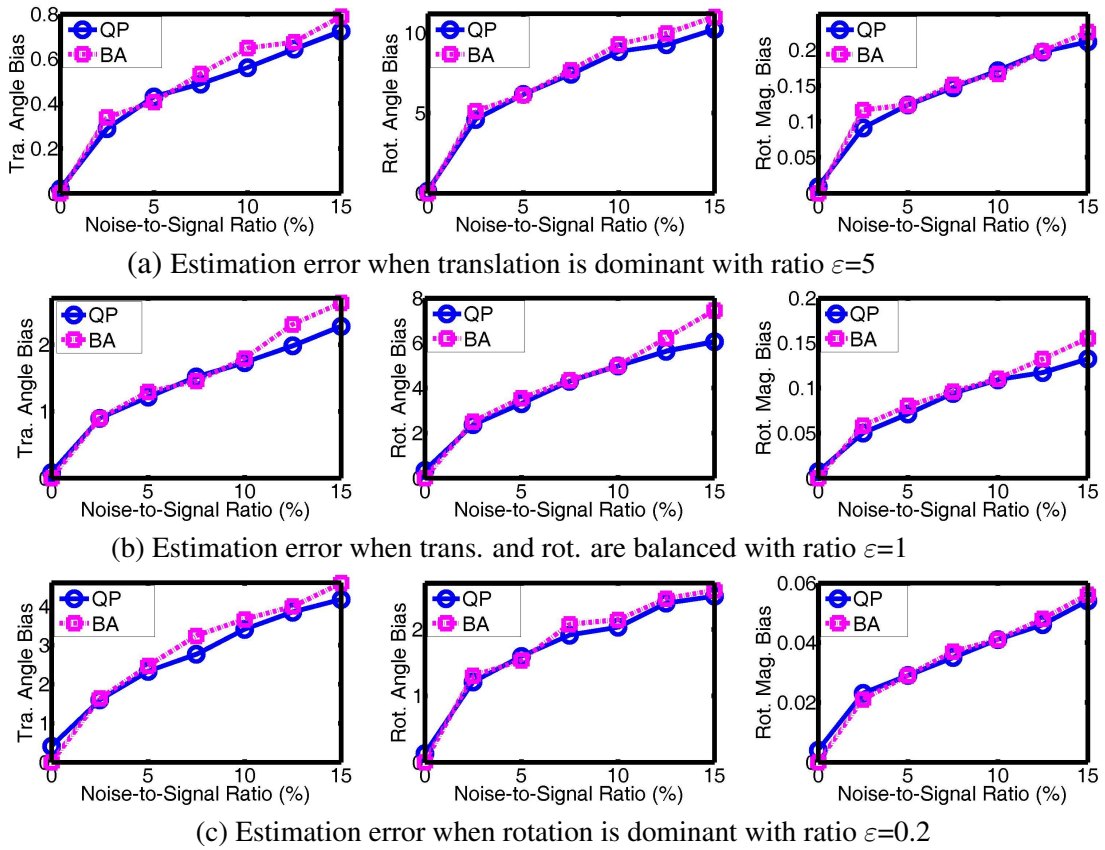 Tra. Angle Bias
0.8
0.6
0.4
0.2
0
QP
BA
0
5
10
15
Noise-to-Signal Ratio (%)
Rot. Angle Bias
10
5
0
QP
BA
0
5
10
15
Noise-to-Signal Ratio (%)
Rot. Mag. Bias
0.2
0.15
0.1
0.05
0
QP
BA
0
5
10
15
Noise-to-Signal Ratio (%)
(a) Estimation error when translation is dominant with ratio ε=5
Tra. Angle Bias
2
1
0
QP
BA
0
5
10
15
Noise-to-Signal Ratio (%)
Rot. Angle Bias
8
6
4
2
0
QP
BA
0
5
10
15
Noise-to-Signal Ratio (%)
Rot. Mag. Bias
0.2
0.15
0.1
0.05
0
QP
BA
0
5
10
15
Noise-to-Signal Ratio (%)
(b) Estimation error when trans. and rot. are balanced with ratio ε=1
Tra. Angle Bias
4
3
2
1
0
QP
BA
0
5
10
15
Noise-to-Signal Ratio (%)
Rot. Angle Bias
2
1
0
QP
BA
0
5
10
15
Noise-to-Signal Ratio (%)
Rot. Mag. Bias
0.06
0.04
0.02
0
QP
BA
0
5
10
15
Noise-to-Signal Ratio (%)
(c) Estimation error when rotation is dominant with ratio ε=0.2